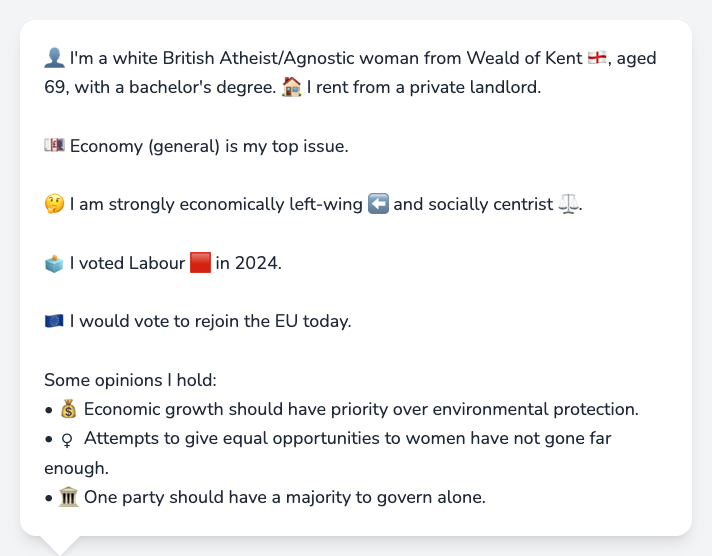 👤 I'm a white British Atheist/Agnostic woman from Weald of Kent 🏴󠁧󠁢󠁥󠁮󠁧󠁿, aged
69, with a bachelor's degree. 🏠 I rent from a private landlord.
💷 Economy (general) is my top issue.
🤔 I am strongly economically left-wing ⬅️ and socially centrist ⚖️.
🗳️ I voted Labour 🟥 in 2024.
🇪🇺 I would vote to rejoin the EU today.
Some opinions I hold:
• 💰 Economic growth should have priority over environmental protection.
• ♀ Attempts to give equal opportunities to women have not gone far
enough.
• 🏛️ One party should have a majority to govern alone.